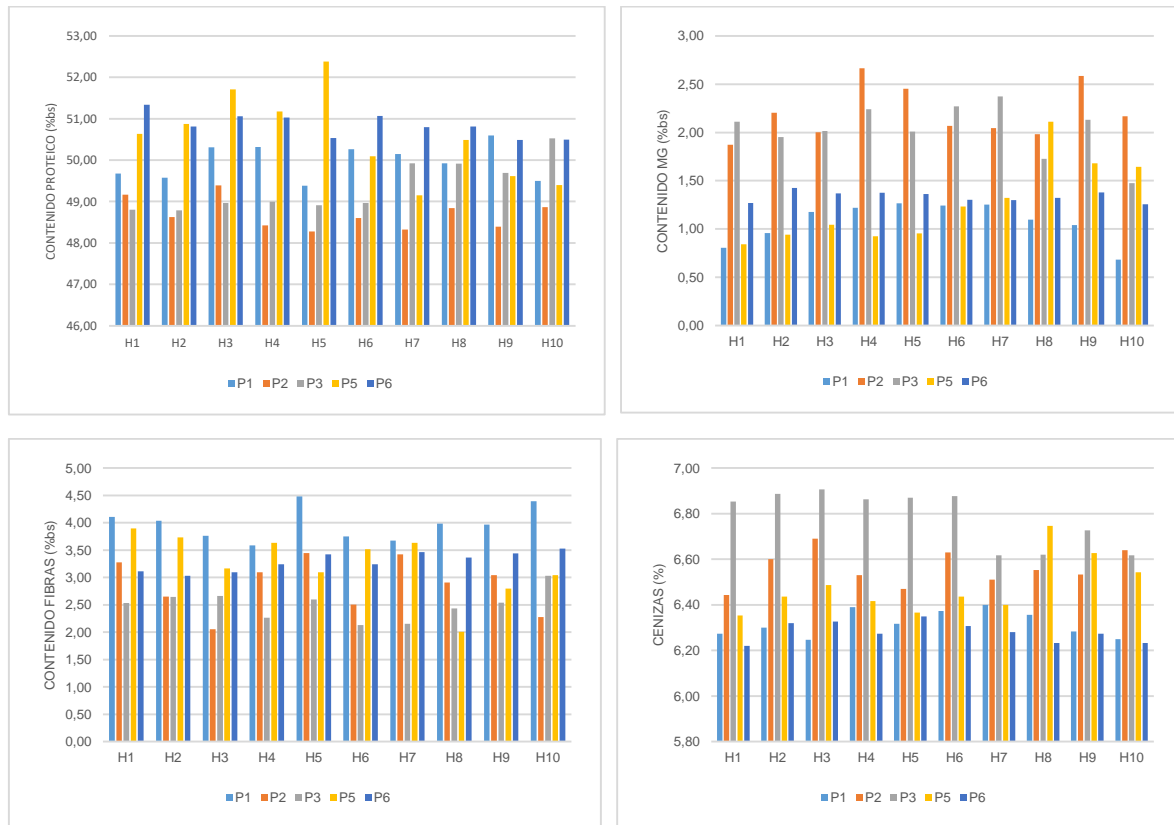 CONTENIDO PROTEICO (%bs)
53,00
52,00
51,00
50,00
49,00
48,00
47,00
46,00
H1 H2 H3 H4 H5 H6 H7 H8 H9 H10
P1 P2 P3 P5 P6
CONTENIDO MG (%bs)
3,00
2,50
2,00
1,50
1,00
0,50
0,00
H1 H2 H3 H4 H5 H6 H7 H8 H9 H10
P1 P2 P3 P5 P6
CONTENIDO FIBRAS (%bs)
5,00
4,50
4,00
3,50
3,00
2,50
2,00
1,50
1,00
0,50
0,00
H1 H2 H3 H4 H5 H6 H7 H8 H9 H10
P1 P2 P3 P5 P6
CENIZAS (%)
7,00
6,80
6,60
6,40
6,20
6,00
5,80
H1 H2 H3 H4 H5 H6 H7 H8 H9 H10
P1 P2 P3 P5 P6